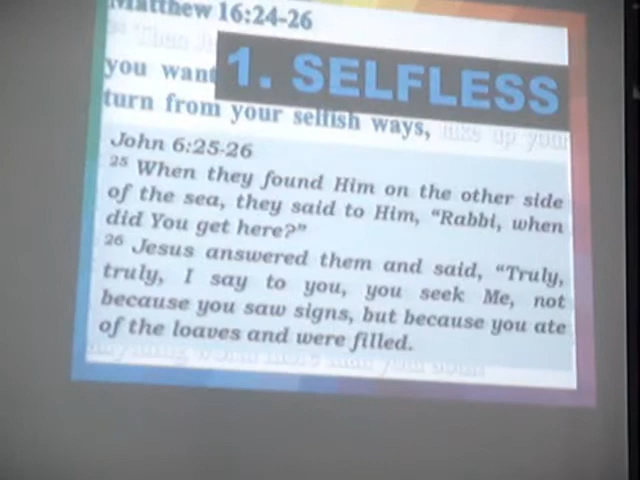 Matthew 16:24-26
you want
1. SELFLESS
turn from your selfish ways, take up your
John 6:25-26
25 When they found Him on the other side
of the sea, they said to Him, “Rabbi, when
did You get here?”
26 Jesus answered them and said, “Truly,
truly, I say to you, you seek Me, not
because you saw signs, but because you ate
of the loaves and were filled.